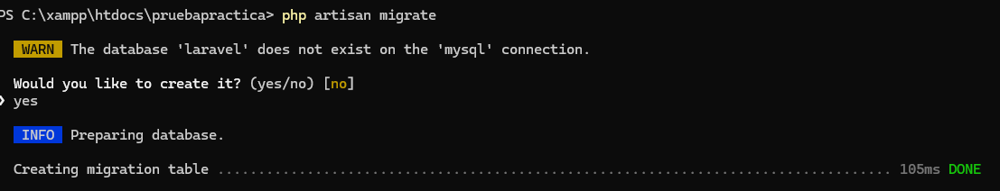 PS C:\xampp\htdocs\pruebapractica> php artisan migrate
WARN The database 'laravel' does not exist on the 'mysql' connection.
Would you like to create it? (yes/no) [no]
❯ yes
INFO Preparing database.
Creating migration table ................................................................................... 105ms DONE